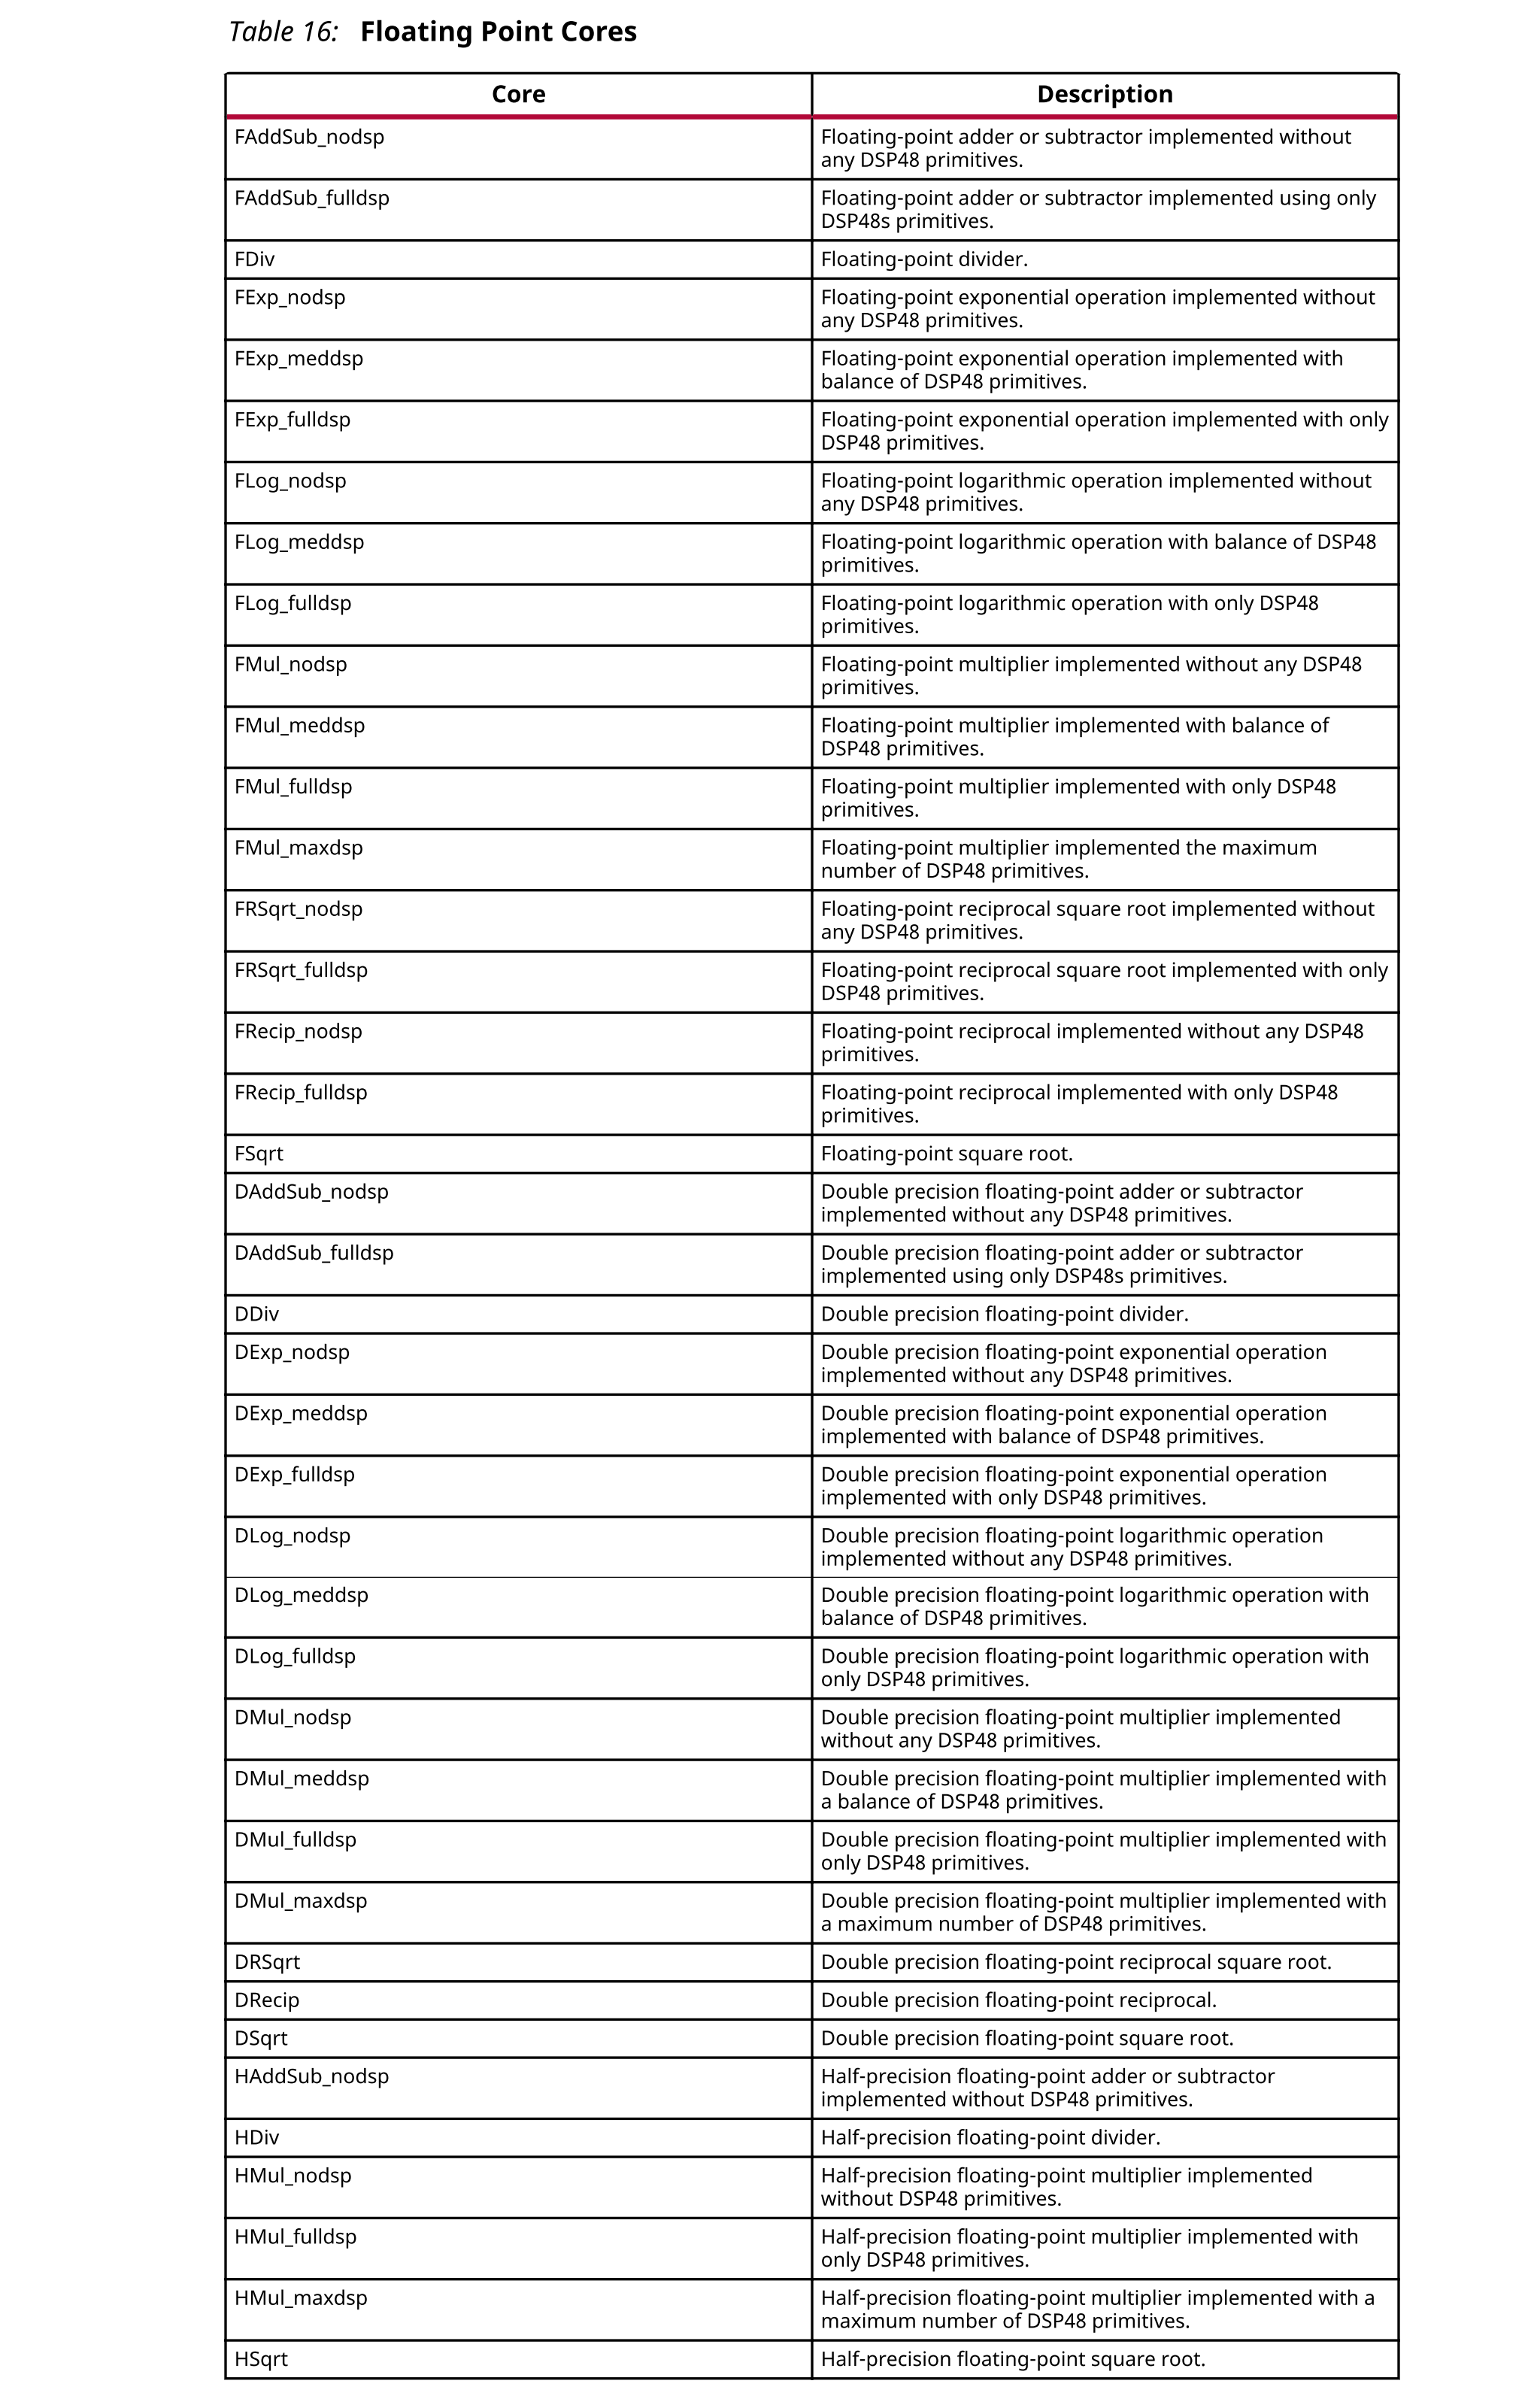 Table 16: Floating Point Cores
Core Description
FAddSub_nodsp Floating-point adder or subtractor implemented without
any DSP48 primitives.
FAddSub_fulldsp Floating-point adder or subtractor implemented using only
DSP48s primitives.
FDiv Floating-point divider.
FExp_nodsp Floating-point exponential operation implemented without
any DSP48 primitives.
FExp_meddsp Floating-point exponential operation implemented with
balance of DSP48 primitives.
FExp_fulldsp Floating-point exponential operation implemented with only
DSP48 primitives.
FLog_nodsp Floating-point logarithmic operation implemented without
any DSP48 primitives.
FLog_meddsp Floating-point logarithmic operation with balance of DSP48
primitives.
FLog_fulldsp Floating-point logarithmic operation with only DSP48
primitives.
FMul_nodsp Floating-point multiplier implemented without any DSP48
primitives.
FMul_meddsp Floating-point multiplier implemented with balance of
DSP48 primitives.
FMul_fulldsp Floating-point multiplier implemented with only DSP48
primitives.
FMul_maxdsp Floating-point multiplier implemented the maximum
number of DSP48 primitives.
FRSqrt_nodsp Floating-point reciprocal square root implemented without
any DSP48 primitives.
FRSqrt_fulldsp Floating-point reciprocal square root implemented with only
DSP48 primitives.
FRecip_nodsp Floating-point reciprocal implemented without any DSP48
primitives.
FRecip_fulldsp Floating-point reciprocal implemented with only DSP48
primitives.
FSqrt Floating-point square root.
DAddSub_nodsp Double precision floating-point adder or subtractor
implemented without any DSP48 primitives.
DAddSub_fulldsp Double precision floating-point adder or subtractor
implemented using only DSP48s primitives.
DDiv Double precision floating-point divider.
DExp_nodsp Double precision floating-point exponential operation
implemented without any DSP48 primitives.
DExp_meddsp Double precision floating-point exponential operation
implemented with balance of DSP48 primitives.
DExp_fulldsp Double precision floating-point exponential operation
implemented with only DSP48 primitives.
DLog_nodsp Double precision floating-point logarithmic operation
implemented without any DSP48 primitives.
DLog_meddsp Double precision floating-point logarithmic operation with
balance of DSP48 primitives.
DLog_fulldsp Double precision floating-point logarithmic operation with
only DSP48 primitives.
DMul_nodsp Double precision floating-point multiplier implemented
without any DSP48 primitives.
DMul_meddsp Double precision floating-point multiplier implemented with
a balance of DSP48 primitives.
DMul_fulldsp Double precision floating-point multiplier implemented with
only DSP48 primitives.
DMul_maxdsp Double precision floating-point multiplier implemented with
a maximum number of DSP48 primitives.
DRSqrt Double precision floating-point reciprocal square root.
DRecip Double precision floating-point reciprocal.
DSqrt Double precision floating-point square root.
HAddSub_nodsp Half-precision floating-point adder or subtractor
implemented without DSP48 primitives.
HDiv Half-precision floating-point divider.
HMul_nodsp Half-precision floating-point multiplier implemented
without DSP48 primitives.
HMul_fulldsp Half-precision floating-point multiplier implemented with
only DSP48 primitives.
HMul_maxdsp Half-precision floating-point multiplier implemented with a
maximum number of DSP48 primitives.
HSqrt Half-precision floating-point square root.